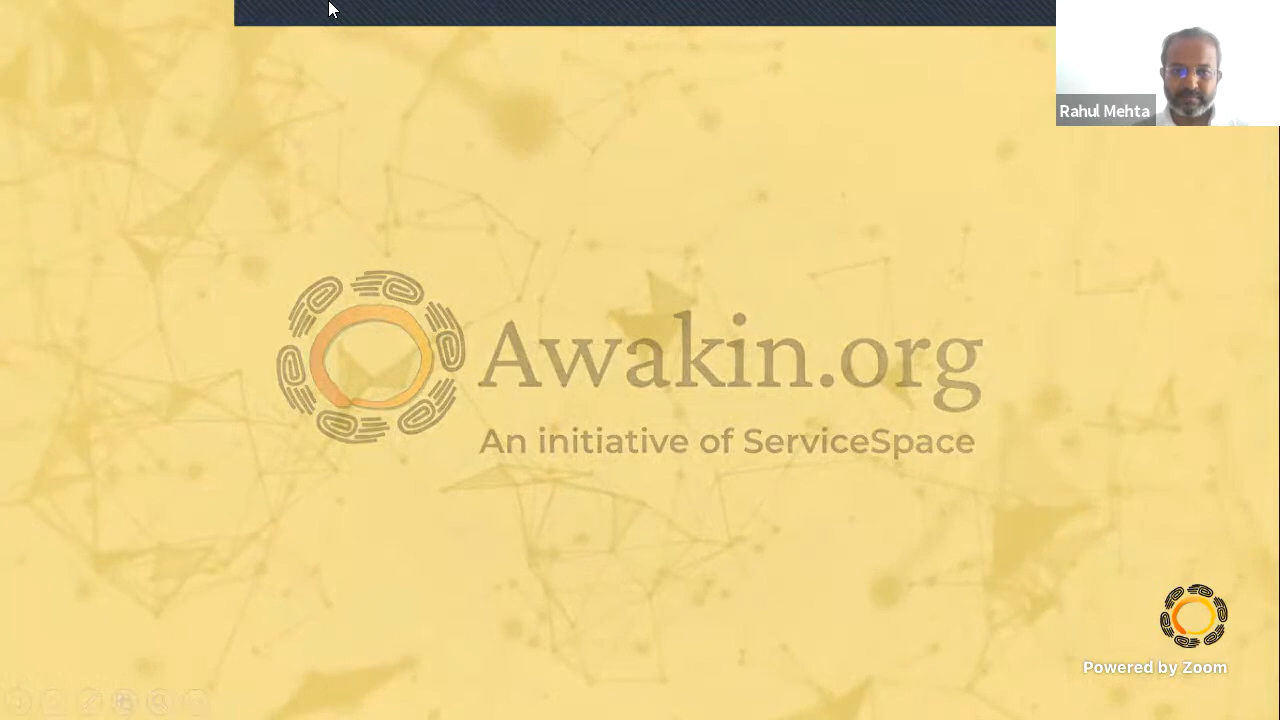 Rahul Mehta
Awakin.org
An initiative of ServiceSpace
Powered by Zoom